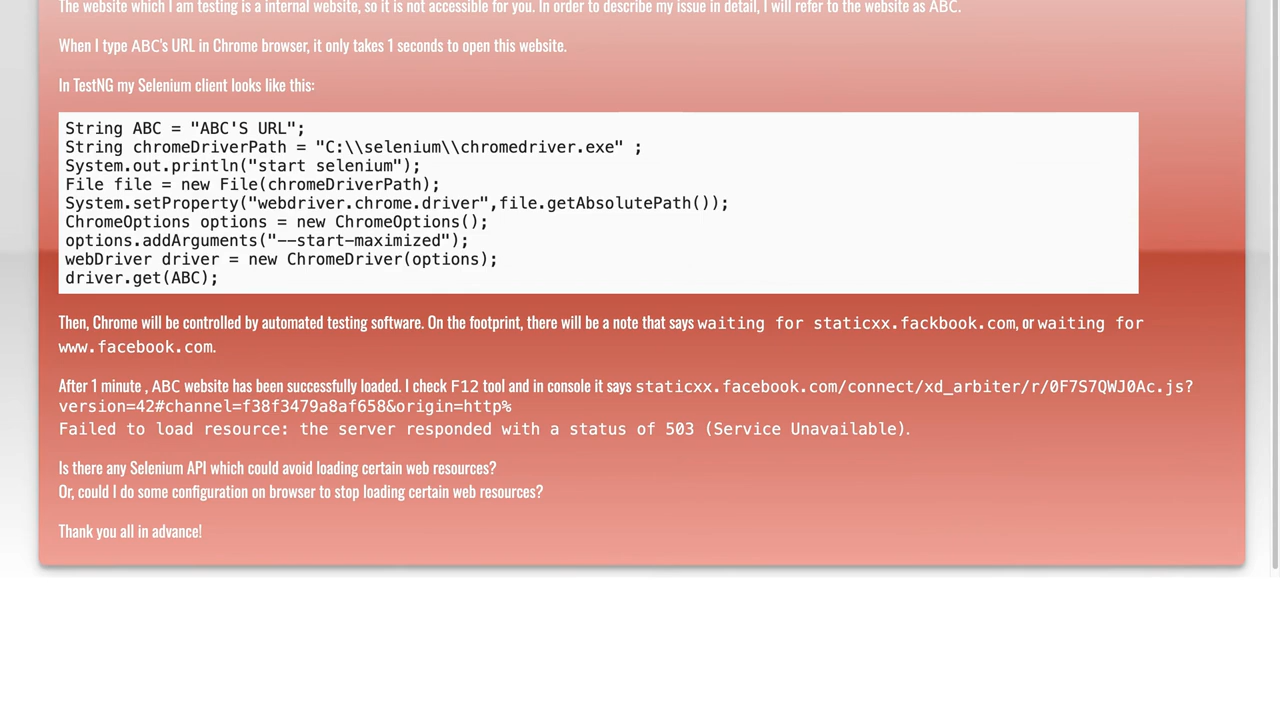 The website which I am testing is a internal website, so it is not accessible for you. In order to describe my issue in detail, I will refer to the website as ABC.
When I type ABC's URL in Chrome browser, it only takes 1 seconds to open this website.
In TestNG my Selenium client looks like this:
String ABC = "ABC'S URL";
String chromeDriverPath = "C:\\selenium\\chromedriver.exe" ;
System.out.println("start selenium");
File file = new File(chromeDriverPath);
System.setProperty("webdriver.chrome.driver",file.getAbsolutePath());
ChromeOptions options = new ChromeOptions();
options.addArguments("--start-maximized");
webDriver driver = new ChromeDriver(options);
driver.get(ABC);
Then, Chrome will be controlled by automated testing software. On the footprint, there will be a note that says waiting for staticxx.fackbook.com, or waiting for
www.facebook.com.
After 1 minute , ABC website has been successfully loaded. I check F12 tool and in console it says staticxx.facebook.com/connect/xd_arbiter/r/0F7S7QWJ0Ac.js?
version=42#channel=f38f3479a8af658&origin=http%
Failed to load resource: the server responded with a status of 503 (Service Unavailable).
Is there any Selenium API which could avoid loading certain web resources?
Or, could I do some configuration on browser to stop loading certain web resources?
Thank you all in advance!